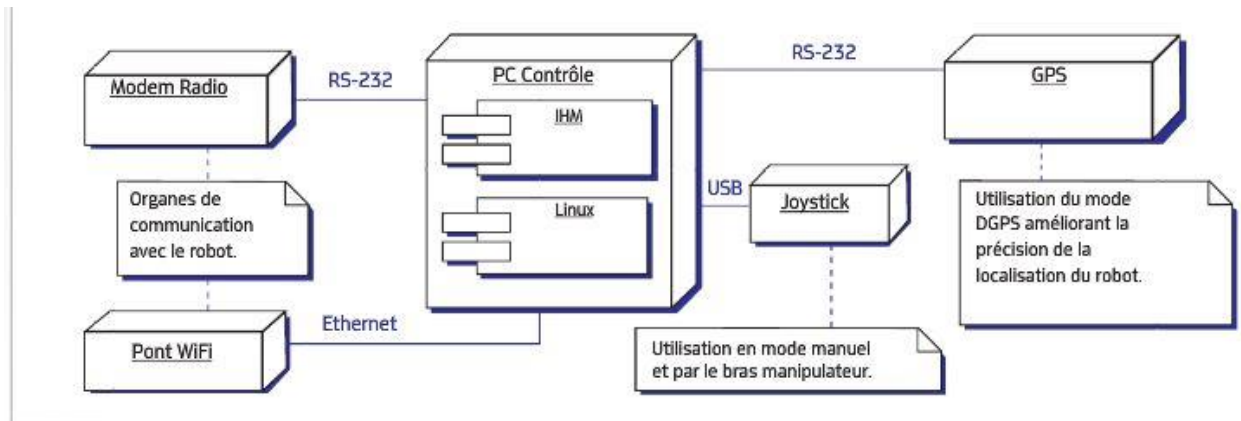 Modem Radio
RS-232
PC Contrôle
RS-232
GPS
IHM
Linux
USB
Joystick
Organes de
communication
avec le robot.
Utilisation du mode
DGPS améliorant la
précision de la
localisation du robot.
Ethernet
Pont WiFi
Utilisation en mode manuel
et par le bras manipulateur.